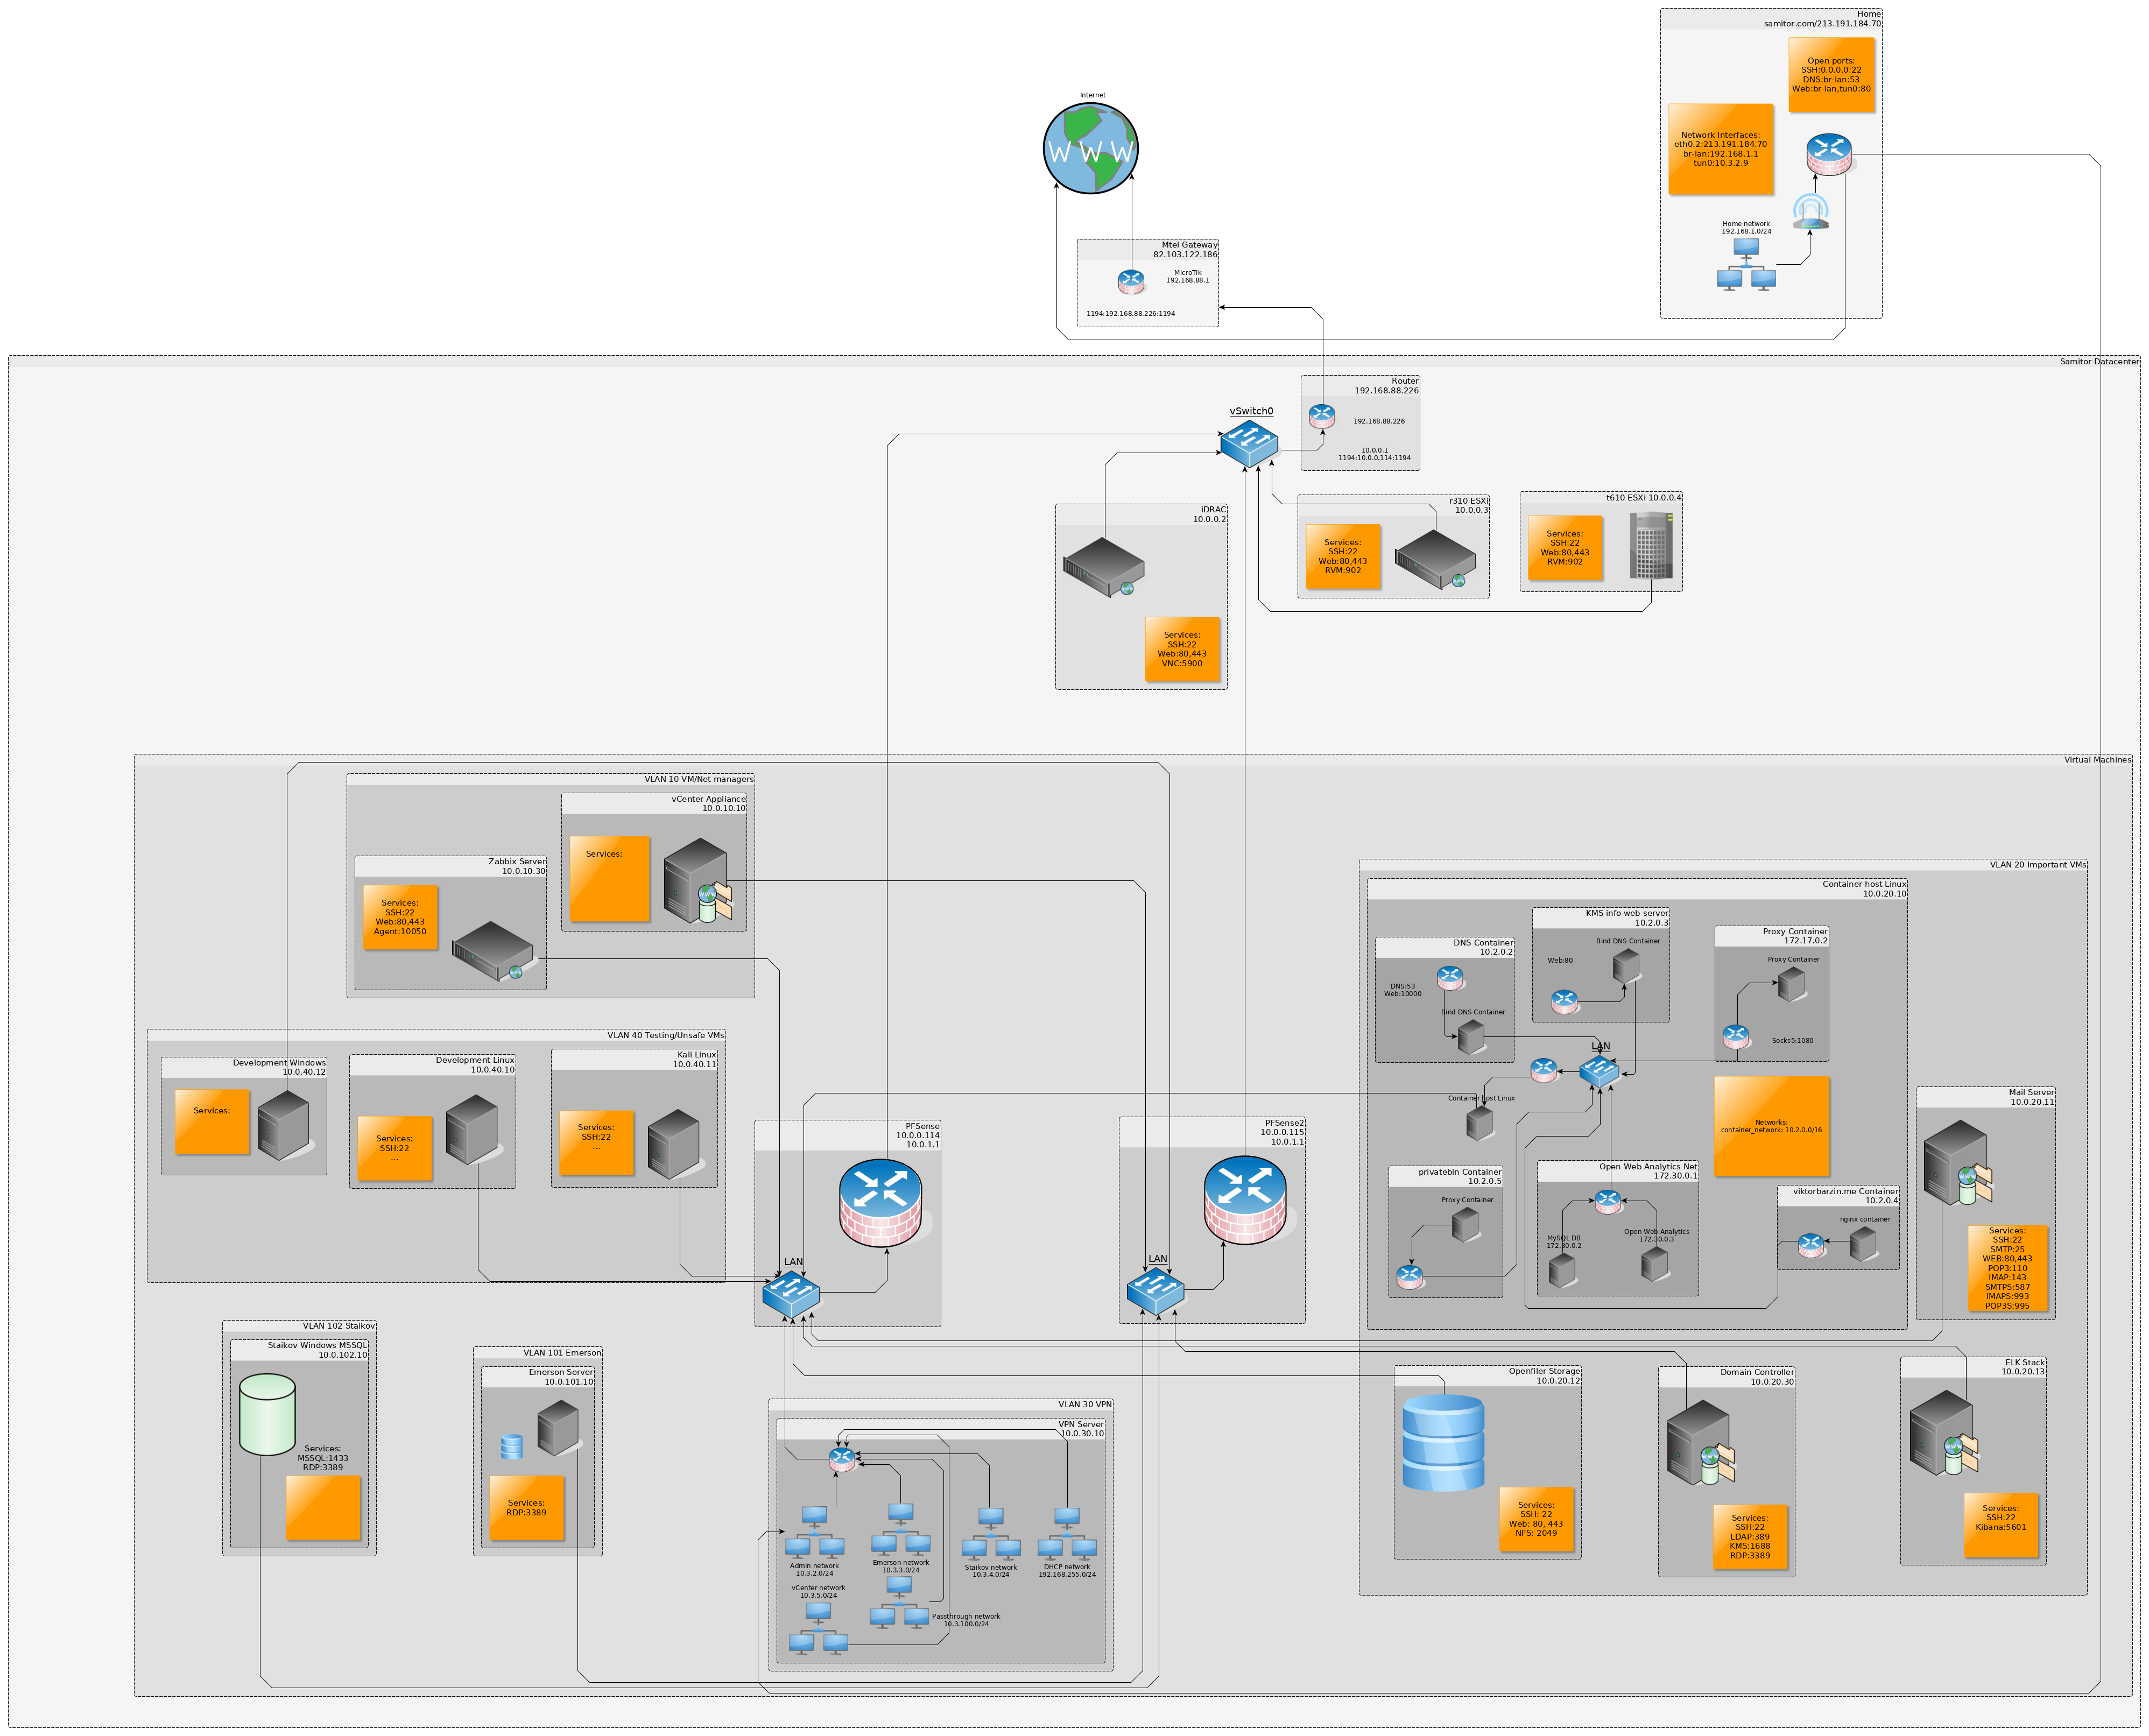 Home
samitor.com/213.191.184.70
Open ports:
SSH:0.0.0.0:22
DNS:br-lan:53
Web:br-lan,tun0:80
Network Interfaces:
eth0.2:213.191.184.70
br-lan:192.168.1.1
tun0:10.3.2.9
Home network
192.168.1.0/24
Internet
WWW
Mtel Gateway
82.103.122.186
MicroTik
192.168.88.1
1194:192.168.88.226:1194
Samitor Datacenter
Router
192.168.88.226
192.168.88.226
10.0.0.1
1194:10.0.0.114:1194
vSwitch0
iDRAC
10.0.0.2
Services:
SSH:22
Web:80,443
VNC:5900
r310 ESXi
10.0.0.3
Services:
SSH:22
Web:80,443
RVM:902
t610 ESXi 10.0.0.4
Services:
SSH:22
Web:80,443
RVM:902
Virtual Machines
VLAN 10 VM/Net managers
vCenter Appliance
10.0.10.10
Services:
Zabbix Server
10.0.10.30
Services:
SSH:22
Web:80,443
Agent:10050
VLAN 40 Testing/Unsafe VMs
Development Windows
10.0.40.12
Services:
Development Linux
10.0.40.10
Services:
SSH:22
...
Kali Linux
10.0.40.11
Services:
SSH:22
...
PFSense
10.0.0.114
10.0.1.1
LAN
PFSense2
10.0.0.115
10.0.1.1
LAN
VLAN 20 Important VMs
Container host Linux
10.0.20.10
DNS Container
10.2.0.2
DNS:53
Web:10000
Bind DNS Container
KMS info web server
10.2.0.3
Bind DNS Container
Web:80
Proxy Container
172.17.0.2
Proxy Container
Socks5:1080
LAN
Container host Linux
Networks:
container_network: 10.2.0.0/16
privatebin Container
10.2.0.5
Proxy Container
Open Web Analytics Net
172.30.0.1
MySQL DB
172.30.0.2
Open Web Analytics
172.30.0.3
viktorbarzin.me Container
10.2.0.4
nginx container
Mail Server
10.0.20.11
Services:
SSH:22
SMTP:25
WEB:80,443
POP3:110
IMAP:143
SMTPS:587
IMAPS:993
POP3S:995
Openfiler Storage
10.0.20.12
Services:
SSH: 22
Web: 80, 443
NFS: 2049
Domain Controller
10.0.20.30
Services:
SSH:22
LDAP:389
KMS:1688
RDP:3389
ELK Stack
10.0.20.13
Services:
SSH:22
Kibana:5601
VLAN 102 Staikov
Staikov Windows MSSQL
10.0.102.10
Services:
MSSQL:1433
RDP:3389
VLAN 101 Emerson
Emerson Server
10.0.101.10
Services:
RDP:3389
VLAN 30 VPN
VPN Server
10.0.30.10
Admin network
10.3.2.0/24
Emerson network
10.3.3.0/24
Staikov network
10.3.4.0/24
DHCP network
192.168.255.0/24
vCenter network
10.3.5.0/24
Passthrough network
10.3.100.0/24